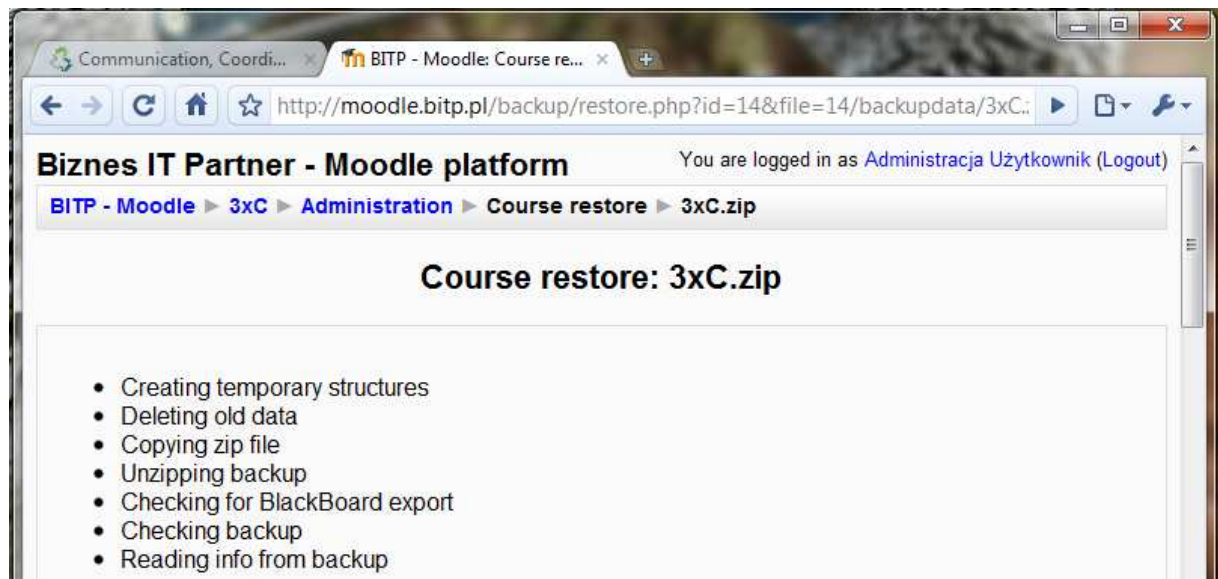 Communication, Coordi...
BITP - Moodle: Course re...
http://moodle.bitp.pl/backup/restore.php?id=14&file=14/backupdata/3xC.:
Biznes IT Partner - Moodle platform
You are logged in as Administracja Użytkownik (Logout)
BITP - Moodle ► 3xC ► Administration ► Course restore ► 3xC.zip
Course restore: 3xC.zip
• Creating temporary structures
• Deleting old data
• Copying zip file
• Unzipping backup
• Checking for BlackBoard export
• Checking backup
• Reading info from backup